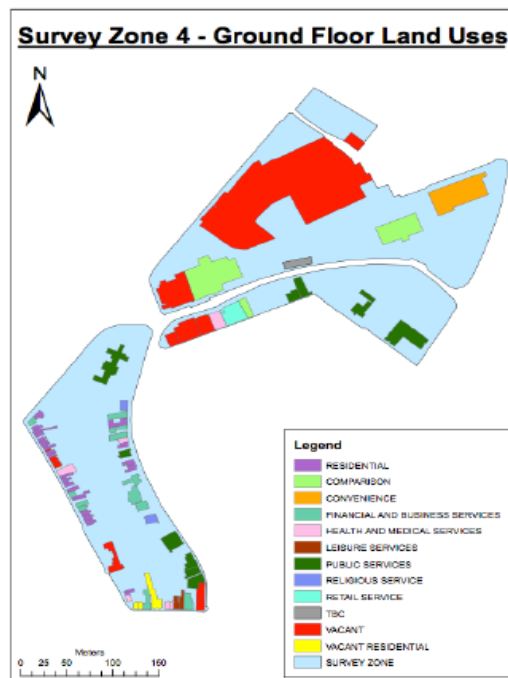 Survey Zone 4 - Ground Floor Land Uses
N
Legend
RESIDENTIAL
COMPARISON
CONVENIENCE
FINANCIAL AND BUSINESS SERVICES
HEALTH AND MEDICAL SERVICES
LEISURE SERVICES
PUBLIC SERVICES
RELIGIOUS SERVICE
RETAIL SERVICE
TBC
VACANT
VACANT RESIDENTIAL
SURVEY ZONE
Meters
0 25 50 100 160